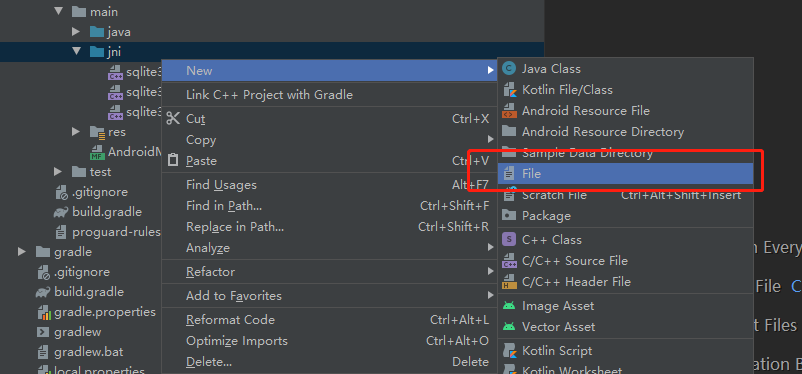 main
java
jni
sqlite3
sqlite3
sqlite3
res
AndroidM
test
.gitignore
build.gradle
proguard-rules
gradle
.gitignore
build.gradle
gradle.properties
gradlew
gradlew.bat
local.properties
New
Link C++ Project with Gradle
Cut Ctrl+X
Copy
Paste Ctrl+V
Find Usages Alt+F7
Find in Path... Ctrl+Shift+F
Replace in Path... Ctrl+Shift+R
Analyze
Refactor
Add to Favorites
Reformat Code Ctrl+Alt+L
Optimize Imports Ctrl+Alt+O
Delete... Delete
Java Class
Kotlin File/Class
Android Resource File
Android Resource Directory
Sample Data Directory
File
Scratch File Ctrl+Alt+Shift+Insert
Package
C++ Class
C/C++ Source File
C/C++ Header File
Image Asset
Vector Asset
Kotlin Script
Kotlin Worksheet
Every
File C
t Files
ation B